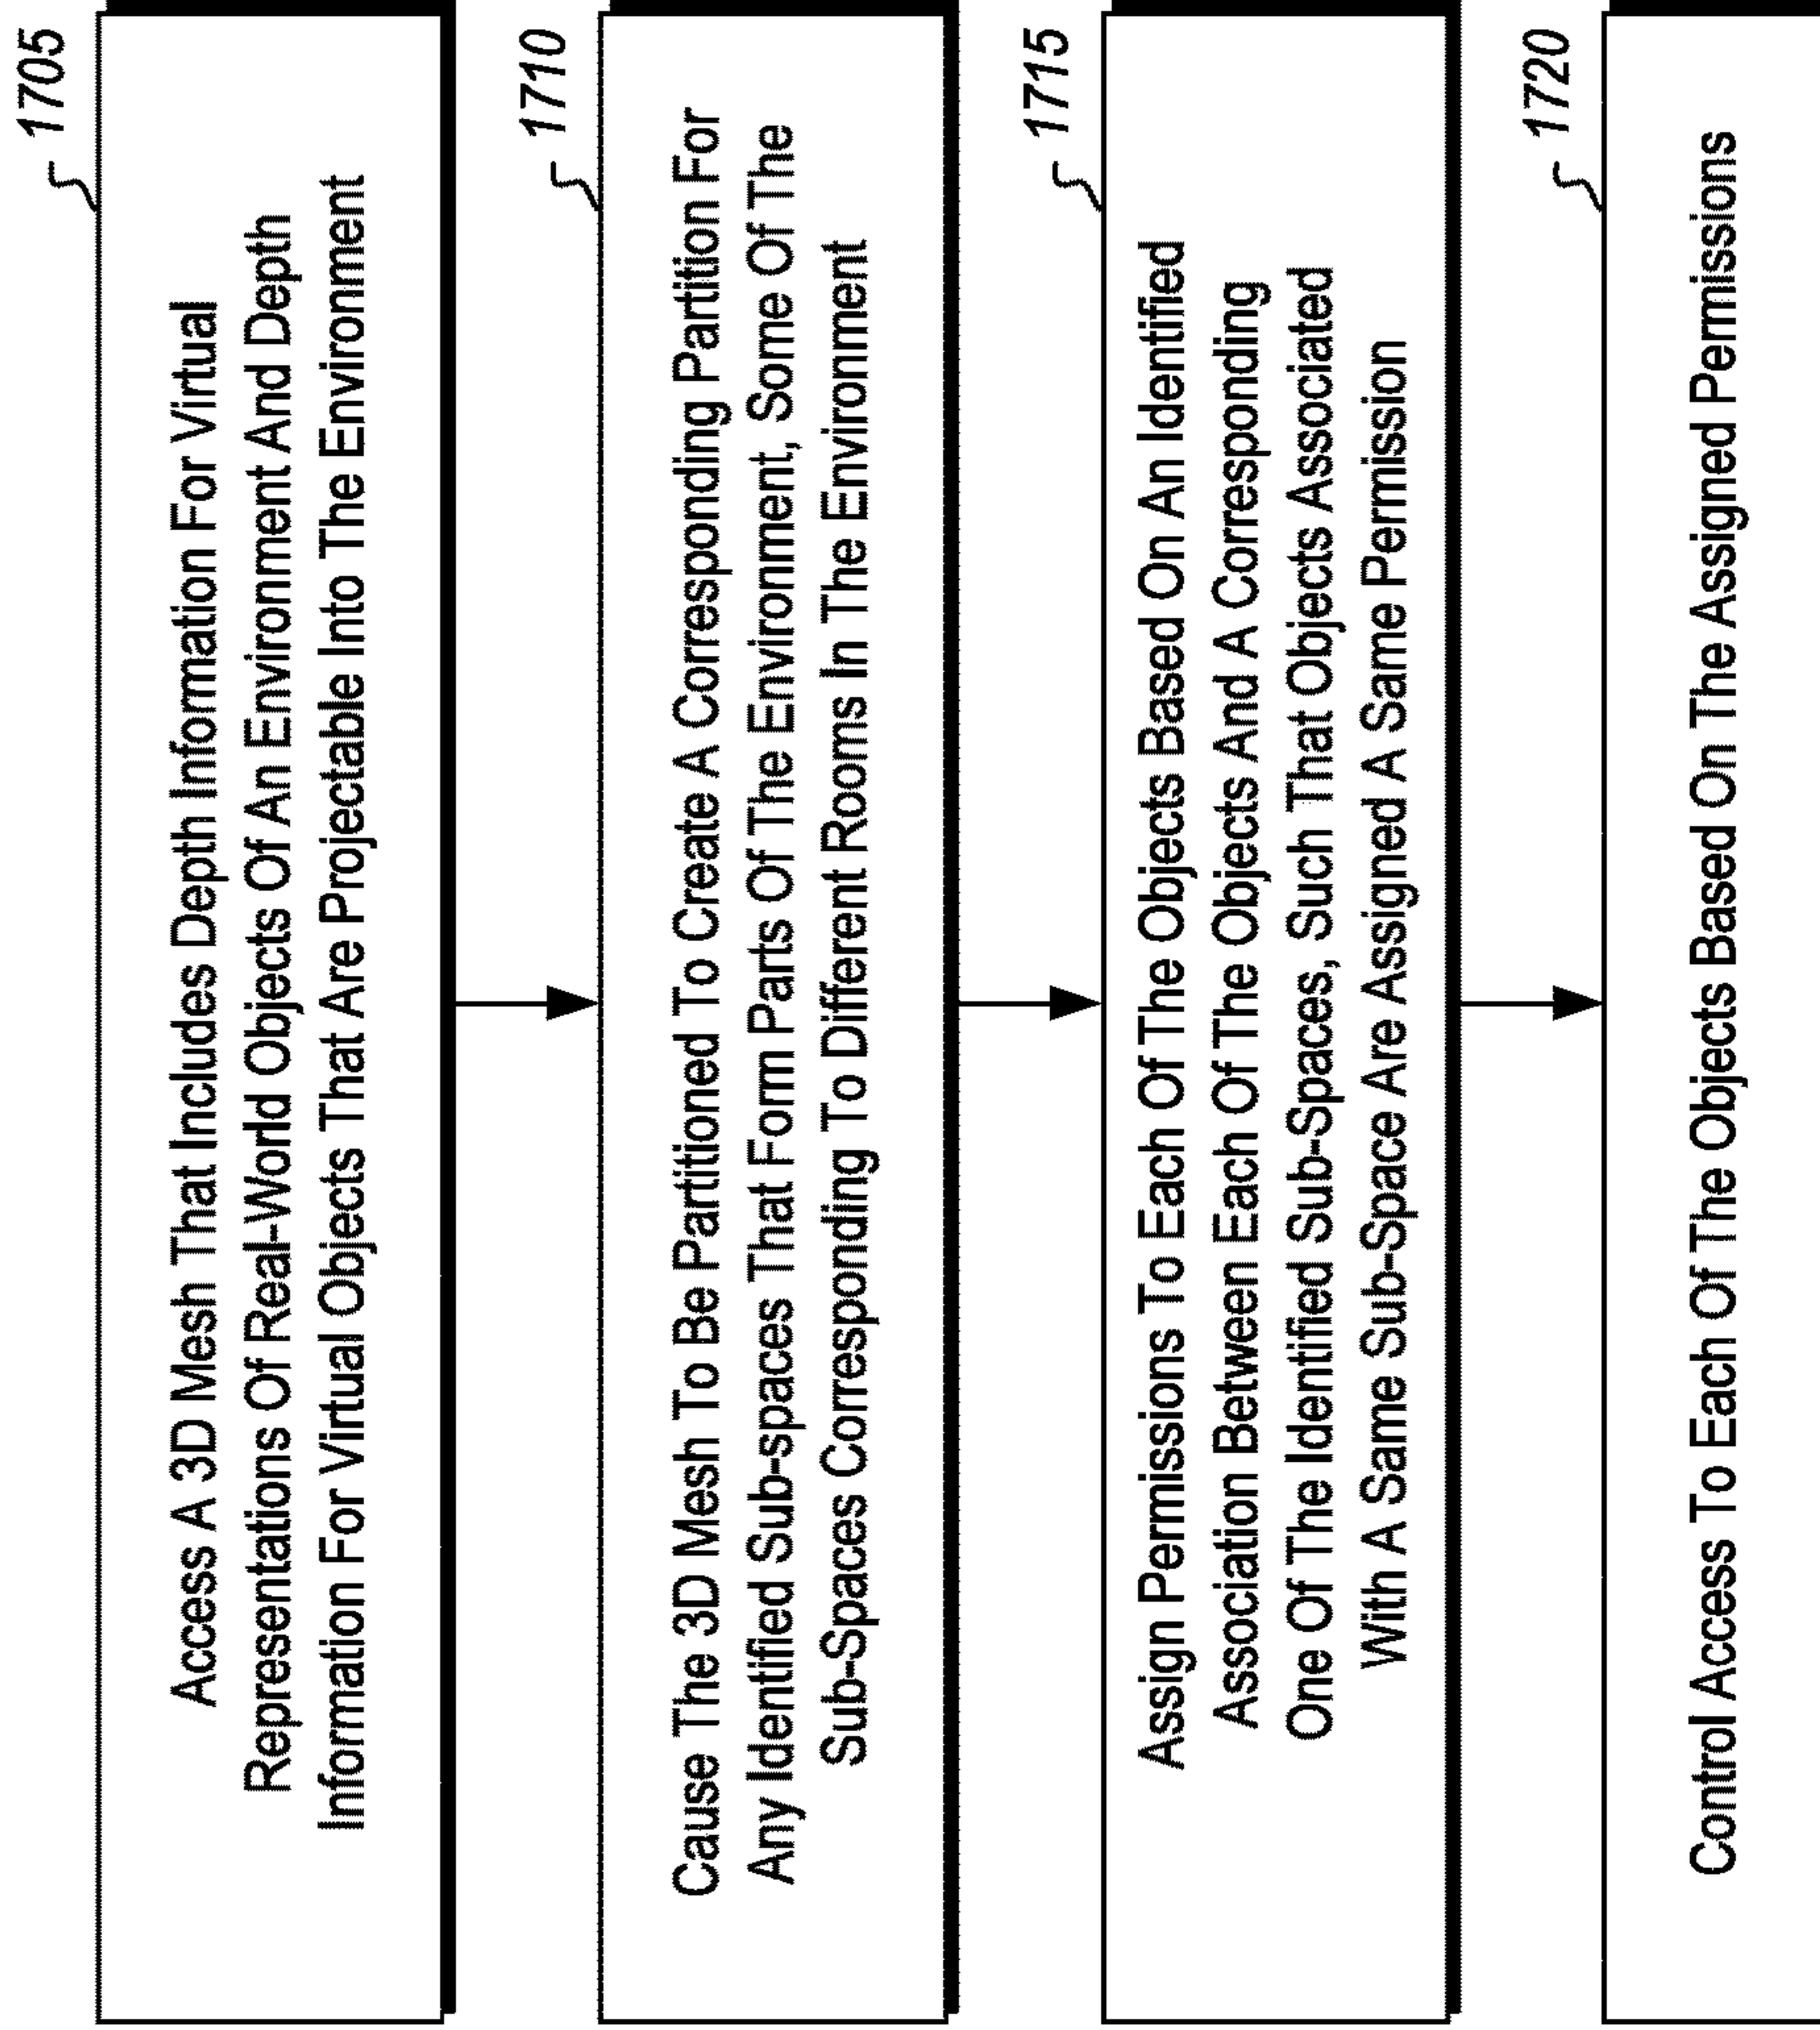 1705
Access A 3D Mesh That Includes Depth Information For Virtual
Representations Of Real-World Objects Of An Environment And Depth
Information For Virtual Objects That Are Projectable Into The Environment
1710
Cause The 3D Mesh To Be Partitioned To Create A Corresponding Partition For
Any Identified Sub-spaces That Form Parts Of The Environment, Some Of The
Sub-Spaces Corresponding To Different Rooms In The Environment
1715
Assign Permissions To Each Of The Objects Based On An Identified
Association Between Each Of The Objects And A Corresponding
One Of The Identified Sub-Spaces, Such That Objects Associated
With A Same Sub-Space Are Assigned A Same Permission
1720
Control Access To Each Of The Objects Based On The Assigned Permissions